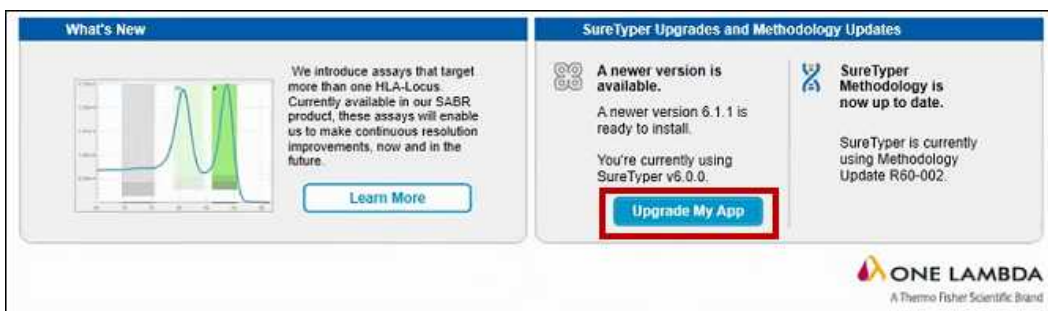 What's New
We introduce assays that target
more than one HLA-Locus.
Currently available in our SABR
product, these assays will enable
us to make continuous resolution
improvements, now and in the
future.
Learn More
SureTyper Upgrades and Methodology Updates
A newer version is
available.
A newer version 6.1.1 is
ready to install.
You're currently using
SureTyper v6.0.0.
Upgrade My App
SureTyper
Methodology is
now up to date.
SureTyper is currently
using Methodology
Update R60-002.
ONE LAMBDA
A Thermo Fisher Scientific Brand